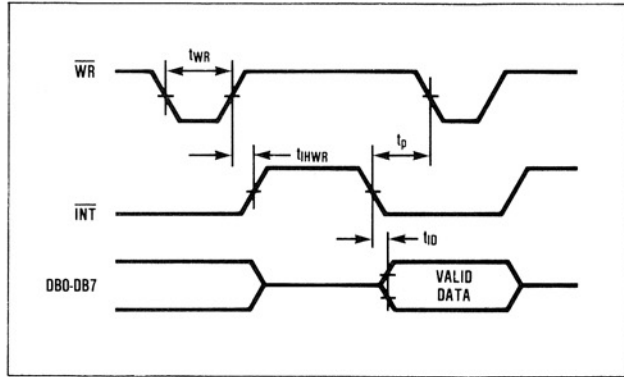 WR
tWR
tIHWR
tp
INT
tID
DB0-DB7
VALID
DATA